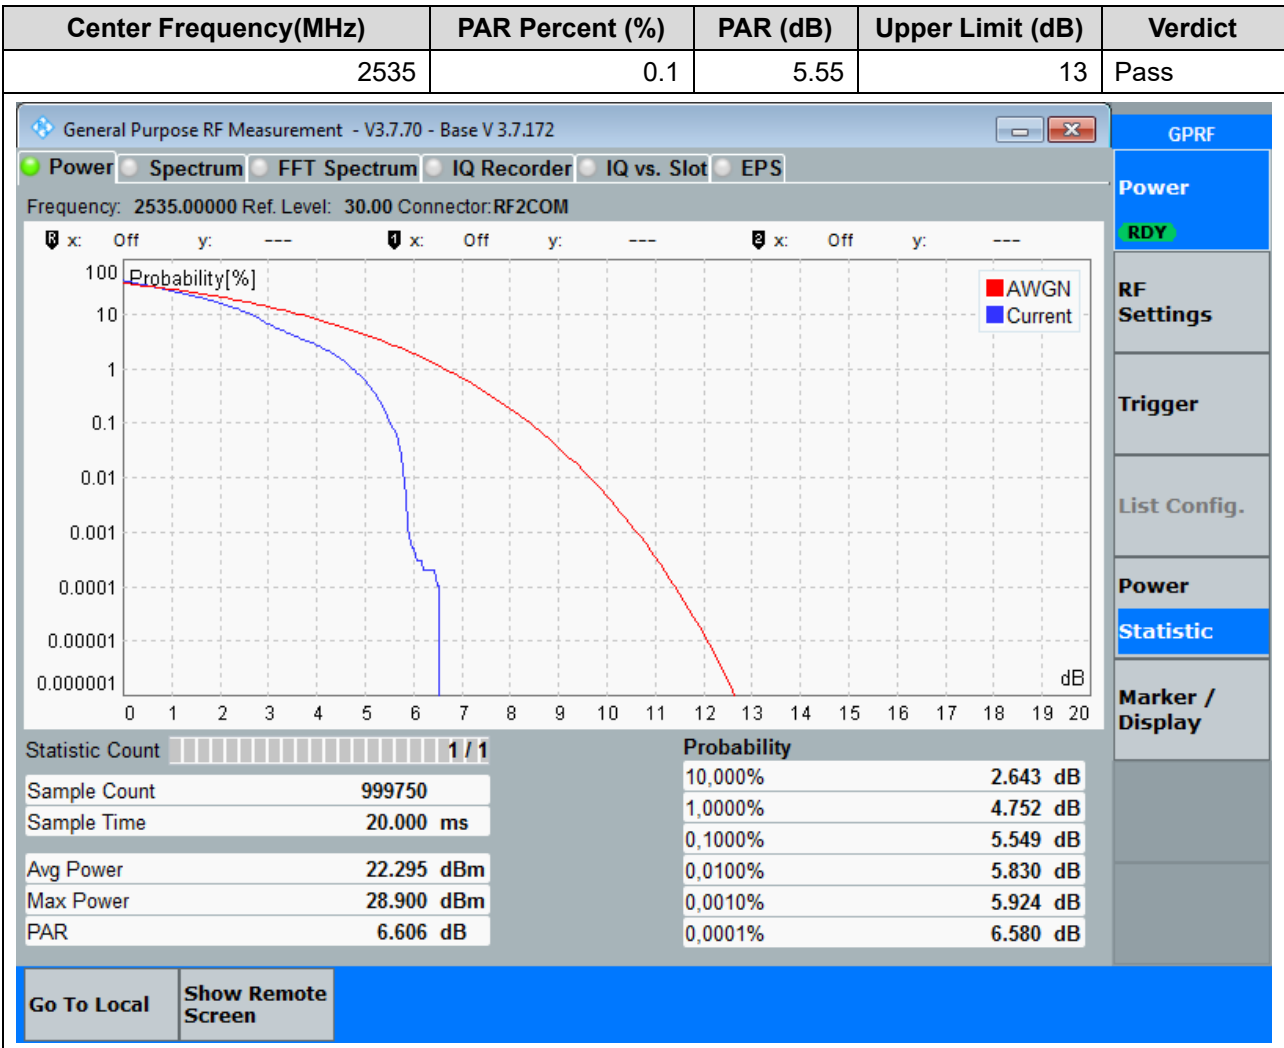 Center Frequency(MHz) PAR Percent (%) PAR (dB) Upper Limit (dB) Verdict
2535 0.1 5.55 13 Pass
General Purpose RF Measurement - V3.7.70 - Base V 3.7.172
GPRF
Power Spectrum FFT Spectrum IQ Recorder IQ vs. Slot EPS
Frequency: 2535.00000 Ref. Level: 30.00 Connector:RF2COM
R x: Off y: --- 1 x: Off y: --- 2 x: Off y: ---
Probability[%]
AWGN
Current
100
10
1
0.1
0.01
0.001
0.0001
0.00001
0.000001
dB
0 1 2 3 4 5 6 7 8 9 10 11 12 13 14 15 16 17 18 19 20
Statistic Count 1 / 1
Sample Count 999750
Sample Time 20.000 ms
Avg Power 22.295 dBm
Max Power 28.900 dBm
PAR 6.606 dB
Probability
10,000% 2.643 dB
1,0000% 4.752 dB
0,1000% 5.549 dB
0,0100% 5.830 dB
0,0010% 5.924 dB
0,0001% 6.580 dB
Power
RDY
RF
Settings
Trigger
List Config.
Power
Statistic
Marker /
Display
Go To Local
Show Remote
Screen